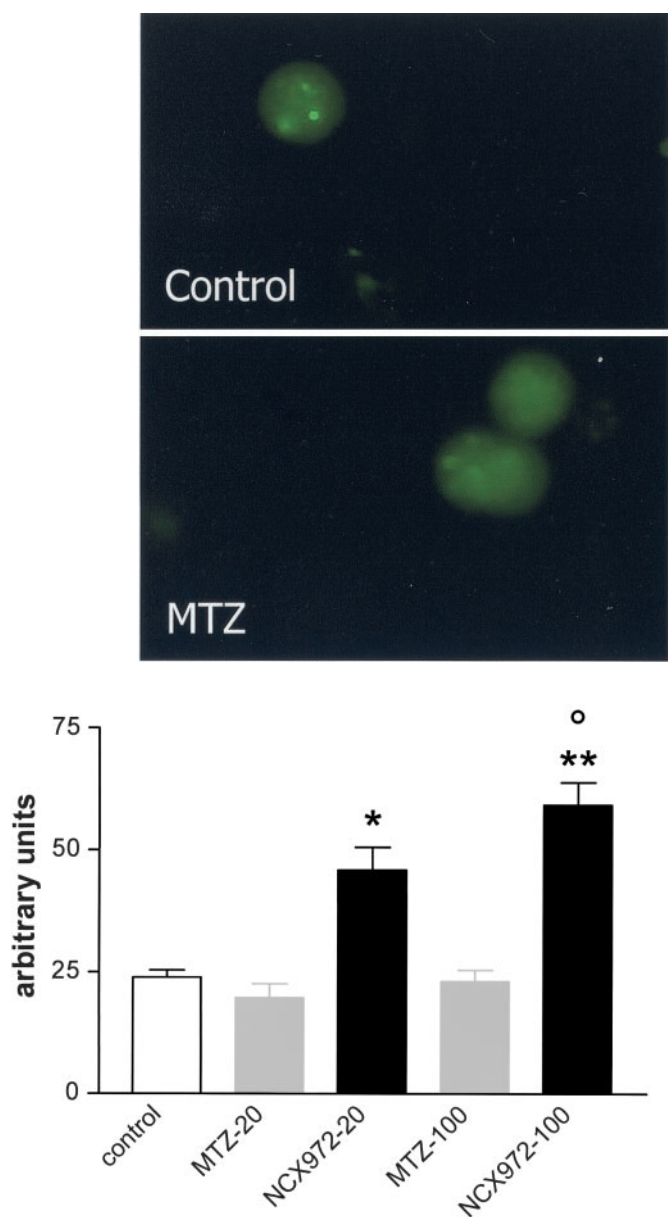 Control
MTZ
75
50
25
0
arbitrary units
*
°
**
control
MTZ-20
NCX972-20
MTZ-100
NCX972-100